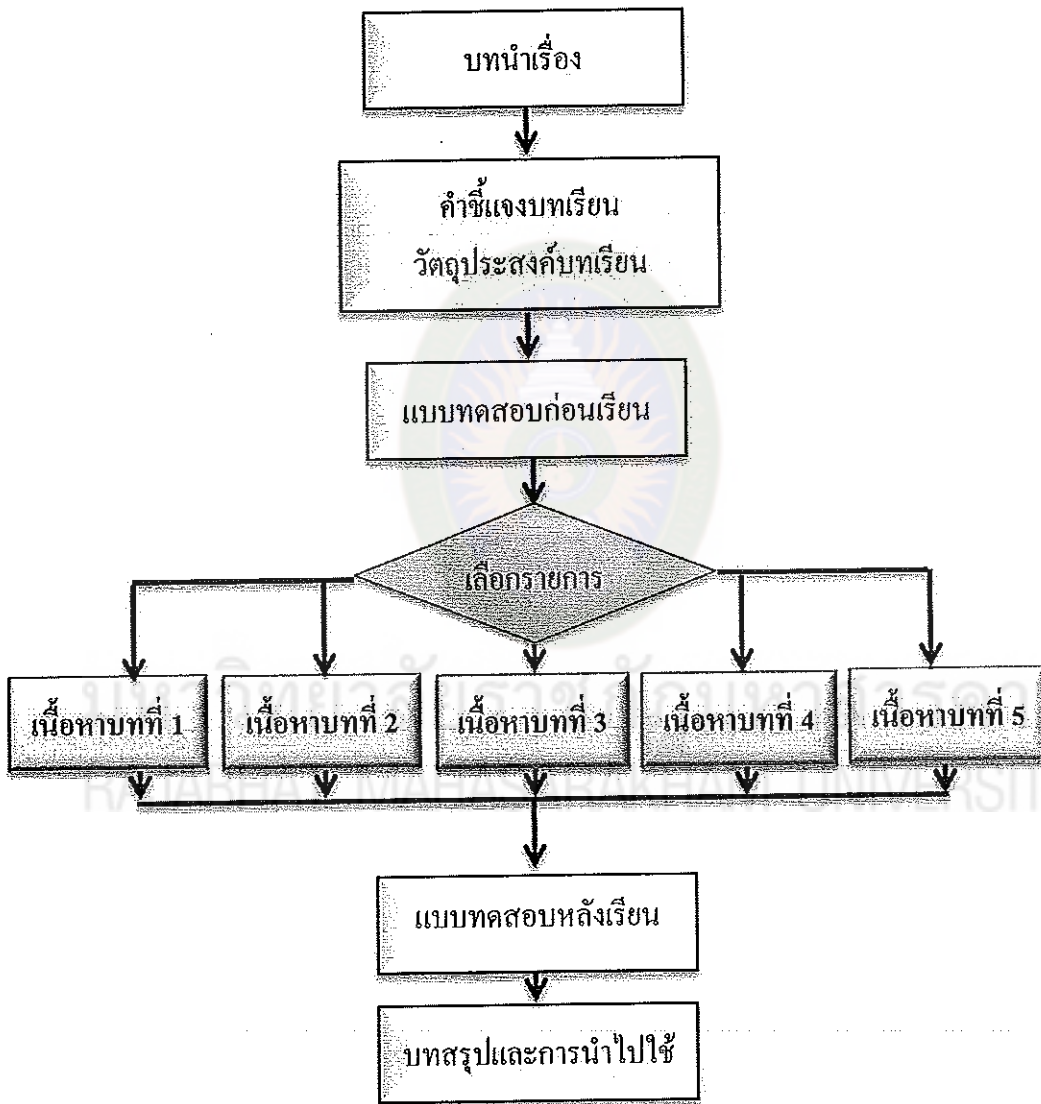 บทนำเรื่อง
คำชี้แจงบทเรียน
วัตถุประสงค์บทเรียน
แบบทดสอบก่อนเรียน
เลือกรายการ
เนื้อหาบทที่ 1
เนื้อหาบทที่ 2
เนื้อหาบทที่ 3
เนื้อหาบทที่ 4
เนื้อหาบทที่ 5
แบบทดสอบหลังเรียน
บทสรุปและการนำไปใช้